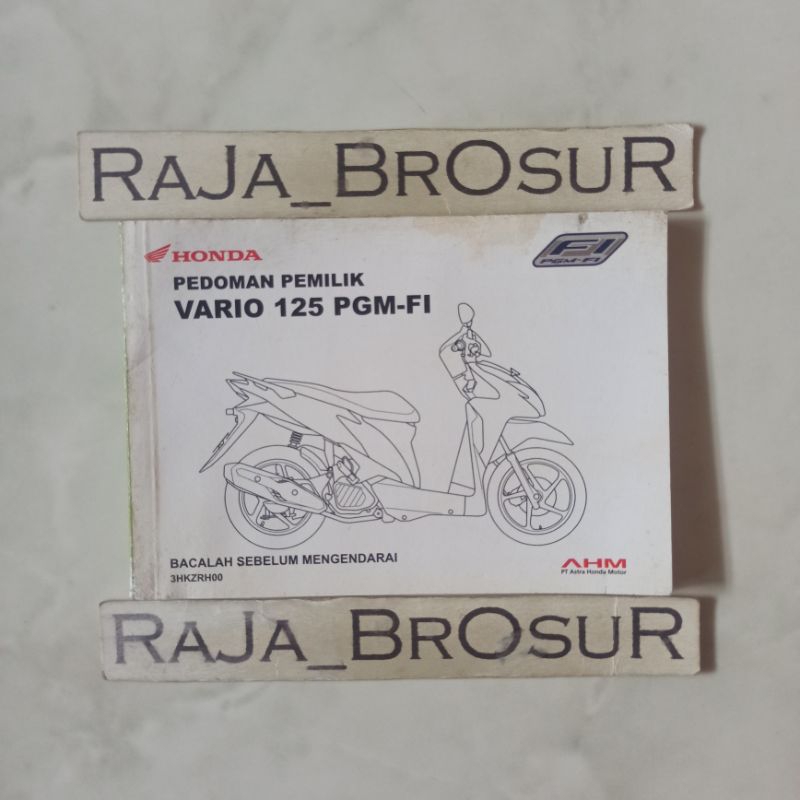 RAJA_BROSUR
HONDA
FI
PGM-FI
PEDOMAN PEMILIK
VARIO 125 PGM-FI
BACALAH SEBELUM MENGENDARAI
3HKZRH00
AHM
PT Astra Honda Motor
RAJA_BROSUR